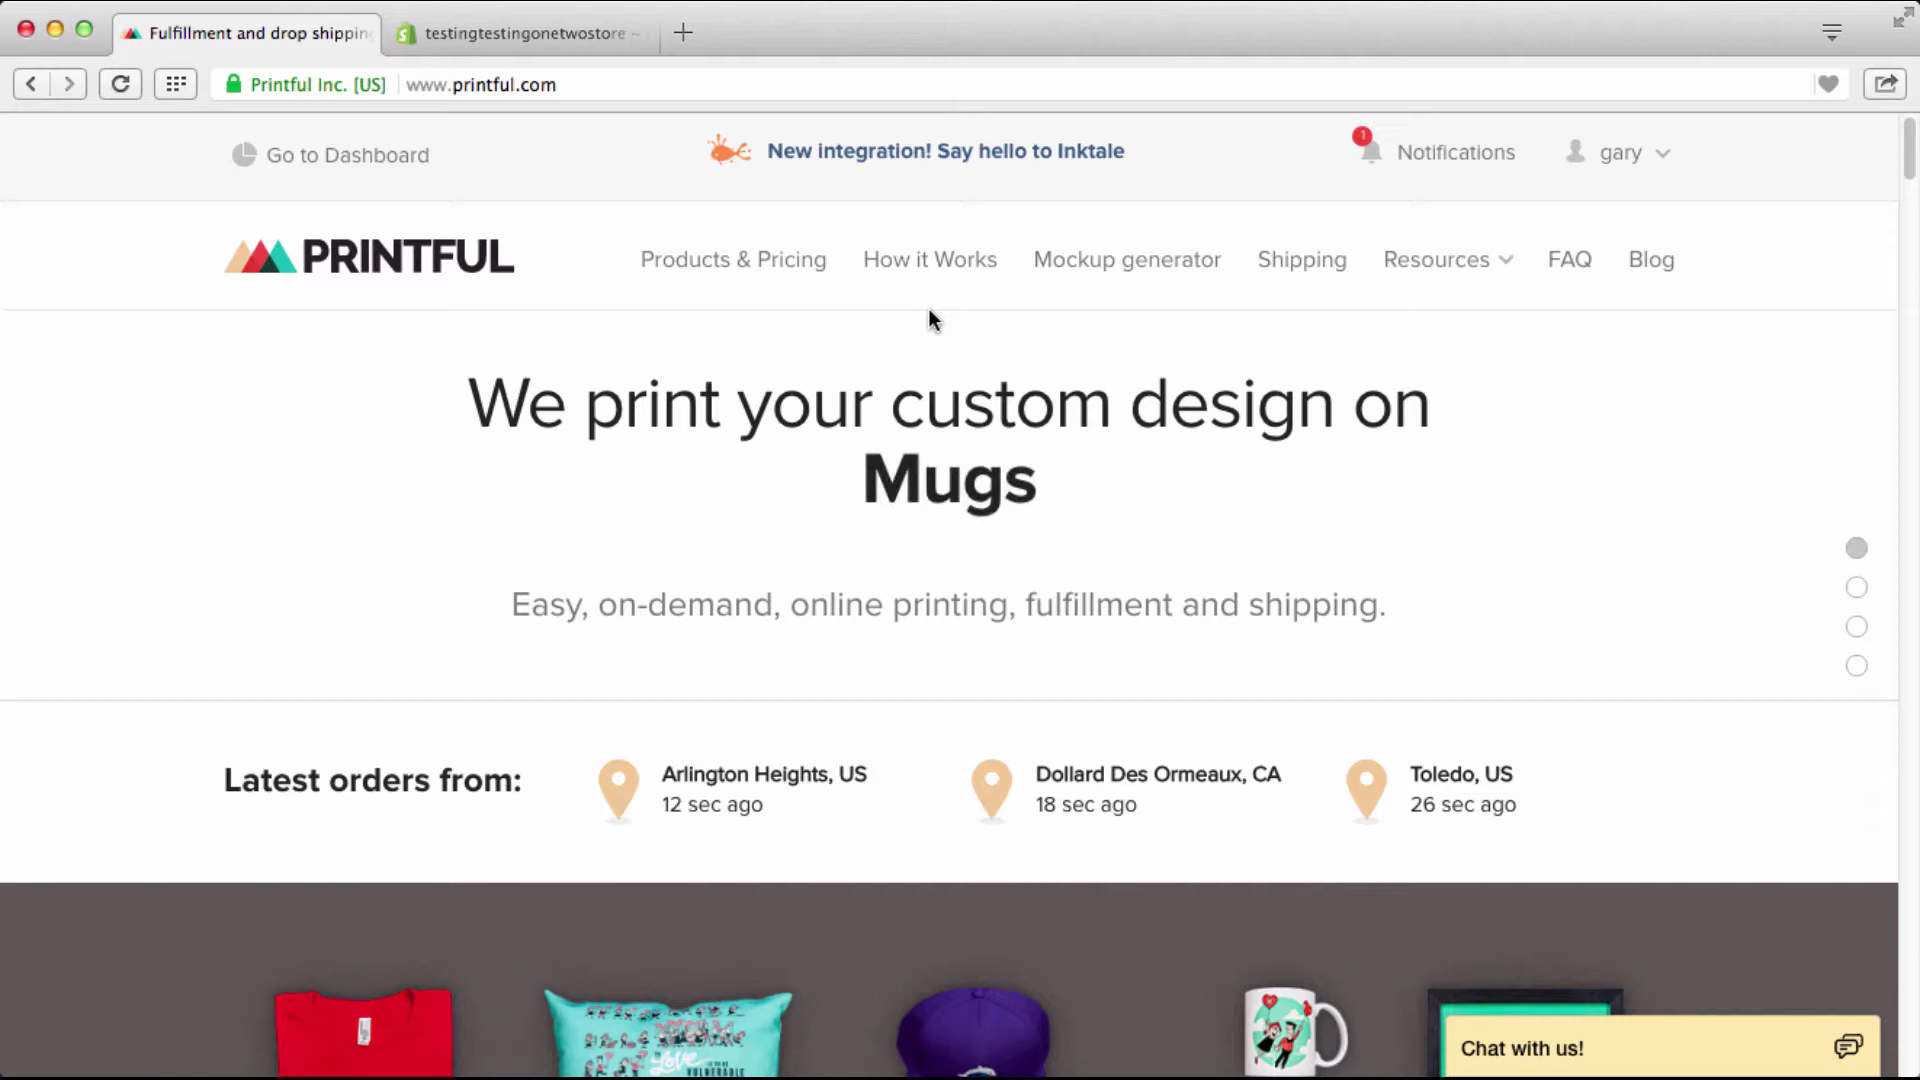 Fulfillment and drop shipping
testingtestingonetwostore ~
Printful Inc. [US]
www.printful.com
Go to Dashboard
New integration! Say hello to Inktale
1
Notifications
gary
PRINTFUL
Products & Pricing
How it Works
Mockup generator
Shipping
Resources
FAQ
Blog
We print your custom design on
Mugs
Easy, on-demand, online printing, fulfillment and shipping.
Latest orders from:
Arlington Heights, US
12 sec ago
Dollard Des Ormeaux, CA
18 sec ago
Toledo, US
26 sec ago
Love
VULNERABLE
Chat with us!